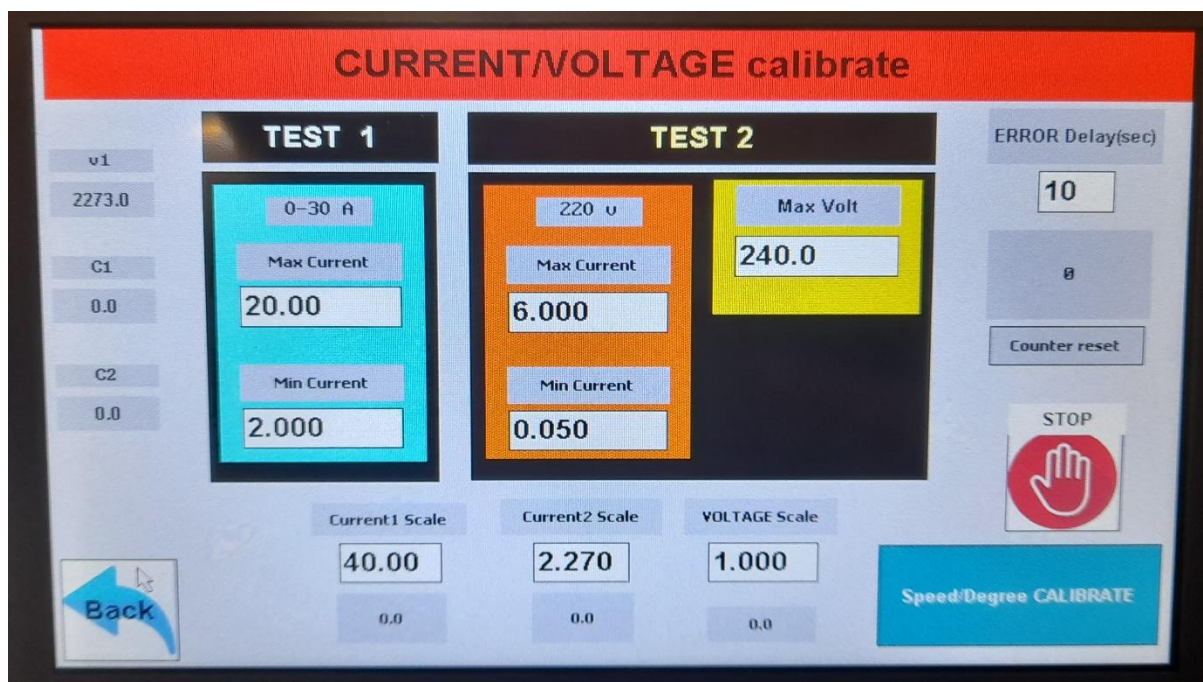 CURRENT/VOLTAGE calibrate
TEST 1
TEST 2
ERROR Delay(sec)
10
v1
2273.0
C1
0.0
C2
0.0
0-30 A
Max Current
20.00
Min Current
2.000
220 v
Max Current
6.000
Min Current
0.050
Max Volt
240.0
0
Counter reset
STOP
Current1 Scale
40.00
0.0
Current2 Scale
2.270
0.0
VOLTAGE Scale
1.000
0.0
Back
Speed/Degree CALIBRATE